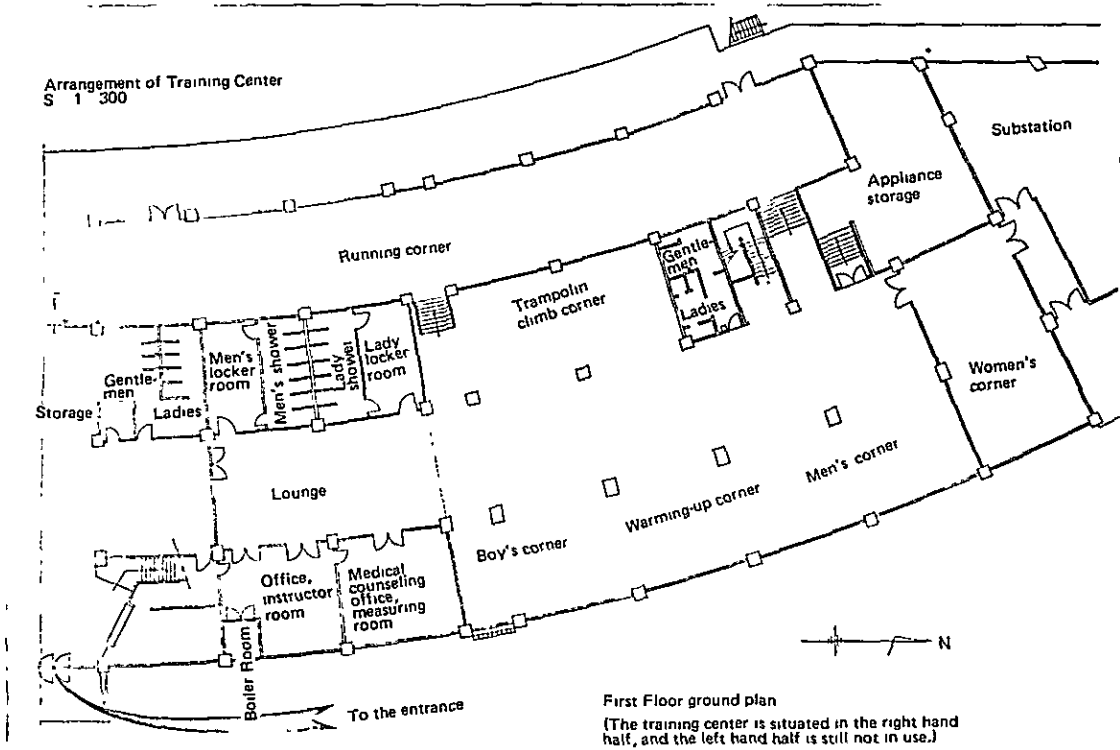 Arrangement of Training Center
S 1 300
Substation
Appliance
storage
Running corner
Gentle-
men
Ladies
Trampolin
climb corner
Men's
locker
room
Men's shower
Lady
shower
Lady
locker
room
Gentle-
men
Storage
Ladies
Women's
corner
Lounge
Men's corner
Warming-up corner
Boy's corner
Office,
instructor
room
Medical
counseling
office,
measuring
room
Boiler Room
To the entrance
N
First Floor ground plan
(The training center is situated in the right hand
half, and the left hand half is still not in use.)